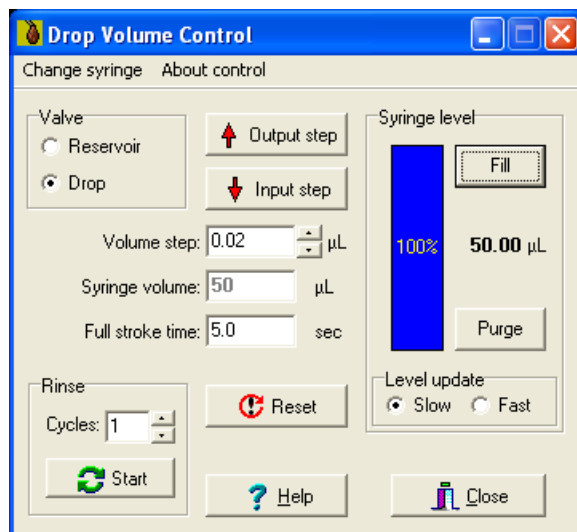 Drop Volume Control
Change syringe About control
Valve
Reservoir
Drop
Output step
Input step
Volume step: 0.02 µL
Syringe volume: 50 µL
Full stroke time: 5.0 sec
Syringe level
Fill
100% 50.00 µL
Purge
Level update
Slow Fast
Rinse
Cycles: 1
Start
Reset
Help
Close